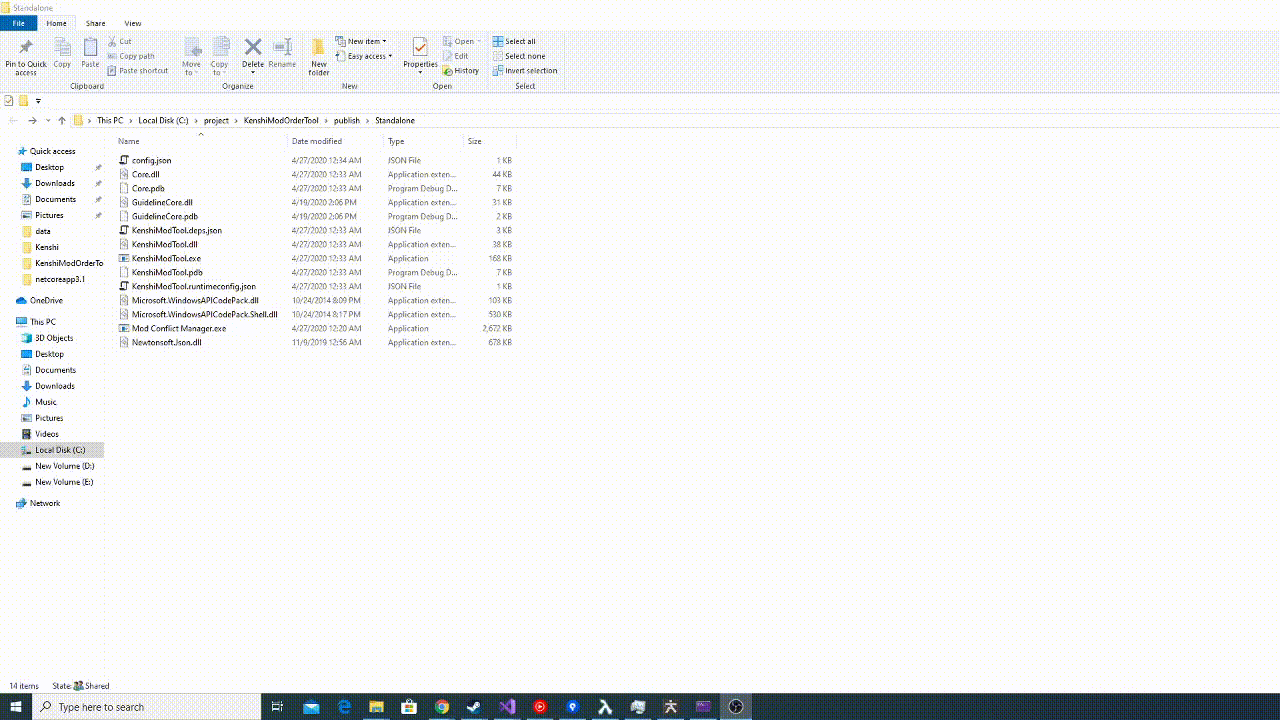 Standalone
File Home Share View
Pin to Quick access
Copy
Paste
Cut
Copy path
Paste shortcut
Clipboard
Move to
Copy to
Delete
Rename
Organize
New folder
New item
Easy access
New
Properties
Open
Edit
History
Open
Select all
Select none
Invert selection
Select
This PC > Local Disk (C:) > project > KenshiModOrderTool > publish > Standalone
Name Date modified Type Size
Quick access
Desktop
Downloads
Documents
Pictures
data
Kenshi
KenshiModOrderTo
netcoreapp3.1
OneDrive
This PC
3D Objects
Desktop
Documents
Downloads
Music
Pictures
Videos
Local Disk (C:)
New Volume (D:)
New Volume (E:)
Network
config.json 4/27/2020 12:34 AM JSON File 1 KB
Core.dll 4/27/2020 12:33 AM Application exten... 44 KB
Core.pdb 4/27/2020 12:33 AM Program Debug D... 7 KB
GuidelineCore.dll 4/19/2020 2:06 PM Application exten... 31 KB
GuidelineCore.pdb 4/19/2020 2:06 PM Program Debug D... 2 KB
KenshiModTool.deps.json 4/27/2020 12:33 AM JSON File 3 KB
KenshiModTool.dll 4/27/2020 12:33 AM Application exten... 38 KB
KenshiModTool.exe 4/27/2020 12:33 AM Application 168 KB
KenshiModTool.pdb 4/27/2020 12:33 AM Program Debug D... 7 KB
KenshiModTool.runtimeconfig.json 4/27/2020 12:33 AM JSON File 1 KB
Microsoft.WindowsAPICodePack.dll 10/24/2014 8:09 PM Application exten... 103 KB
Microsoft.WindowsAPICodePack.Shell.dll 10/24/2014 8:17 PM Application exten... 530 KB
Mod Conflict Manager.exe 4/27/2020 12:20 AM Application 2,672 KB
Newtonsoft.Json.dll 11/9/2019 12:56 AM Application exten... 678 KB
14 items State: Shared
Type here to search